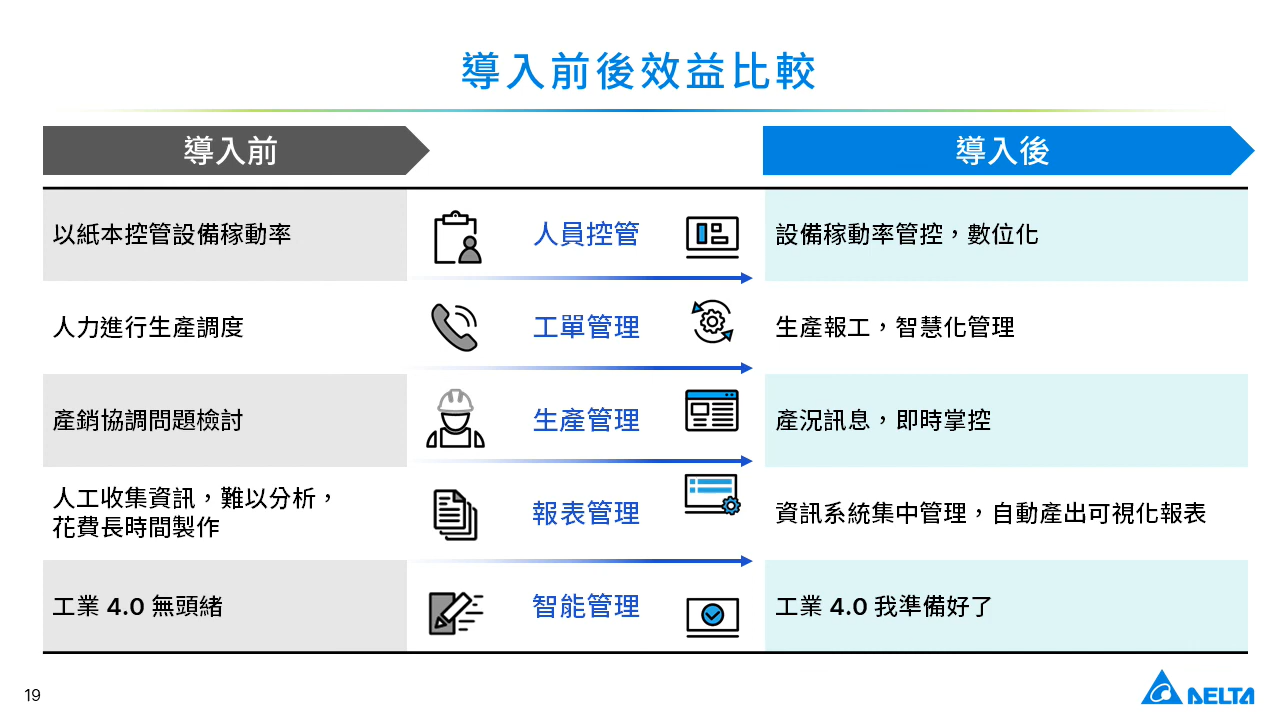 導入前後效益比較
導入前
導入後
以紙本控管設備稼動率
人員控管
設備稼動率管控，數位化
人力進行生產調度
工單管理
生產報工，智慧化管理
產銷協調問題檢討
生產管理
產況訊息，即時掌控
人工收集資訊，難以分析，
花費長時間製作
報表管理
資訊系統集中管理，自動產出可視化報表
工業 4.0 無頭緒
智能管理
工業 4.0 我準備好了
19
DELTA